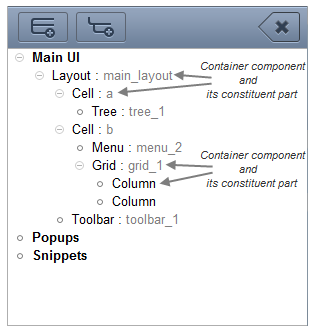 Main UI
Layout : main_layout
Container component
and
its constituent part
Cell : a
Tree : tree_1
Cell : b
Menu : menu_2
Grid : grid_1
Container component
and
its constituent part
Column
Column
Toolbar : toolbar_1
Popups
Snippets